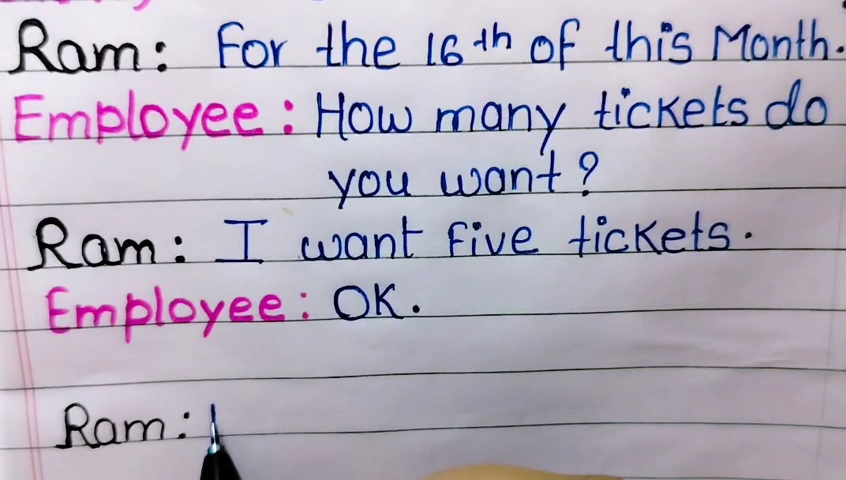 Ram: For the 16th of this Month.
Employee: How many tickets do
you want?
Ram: I want five tickets.
Employee: OK.
Ram: